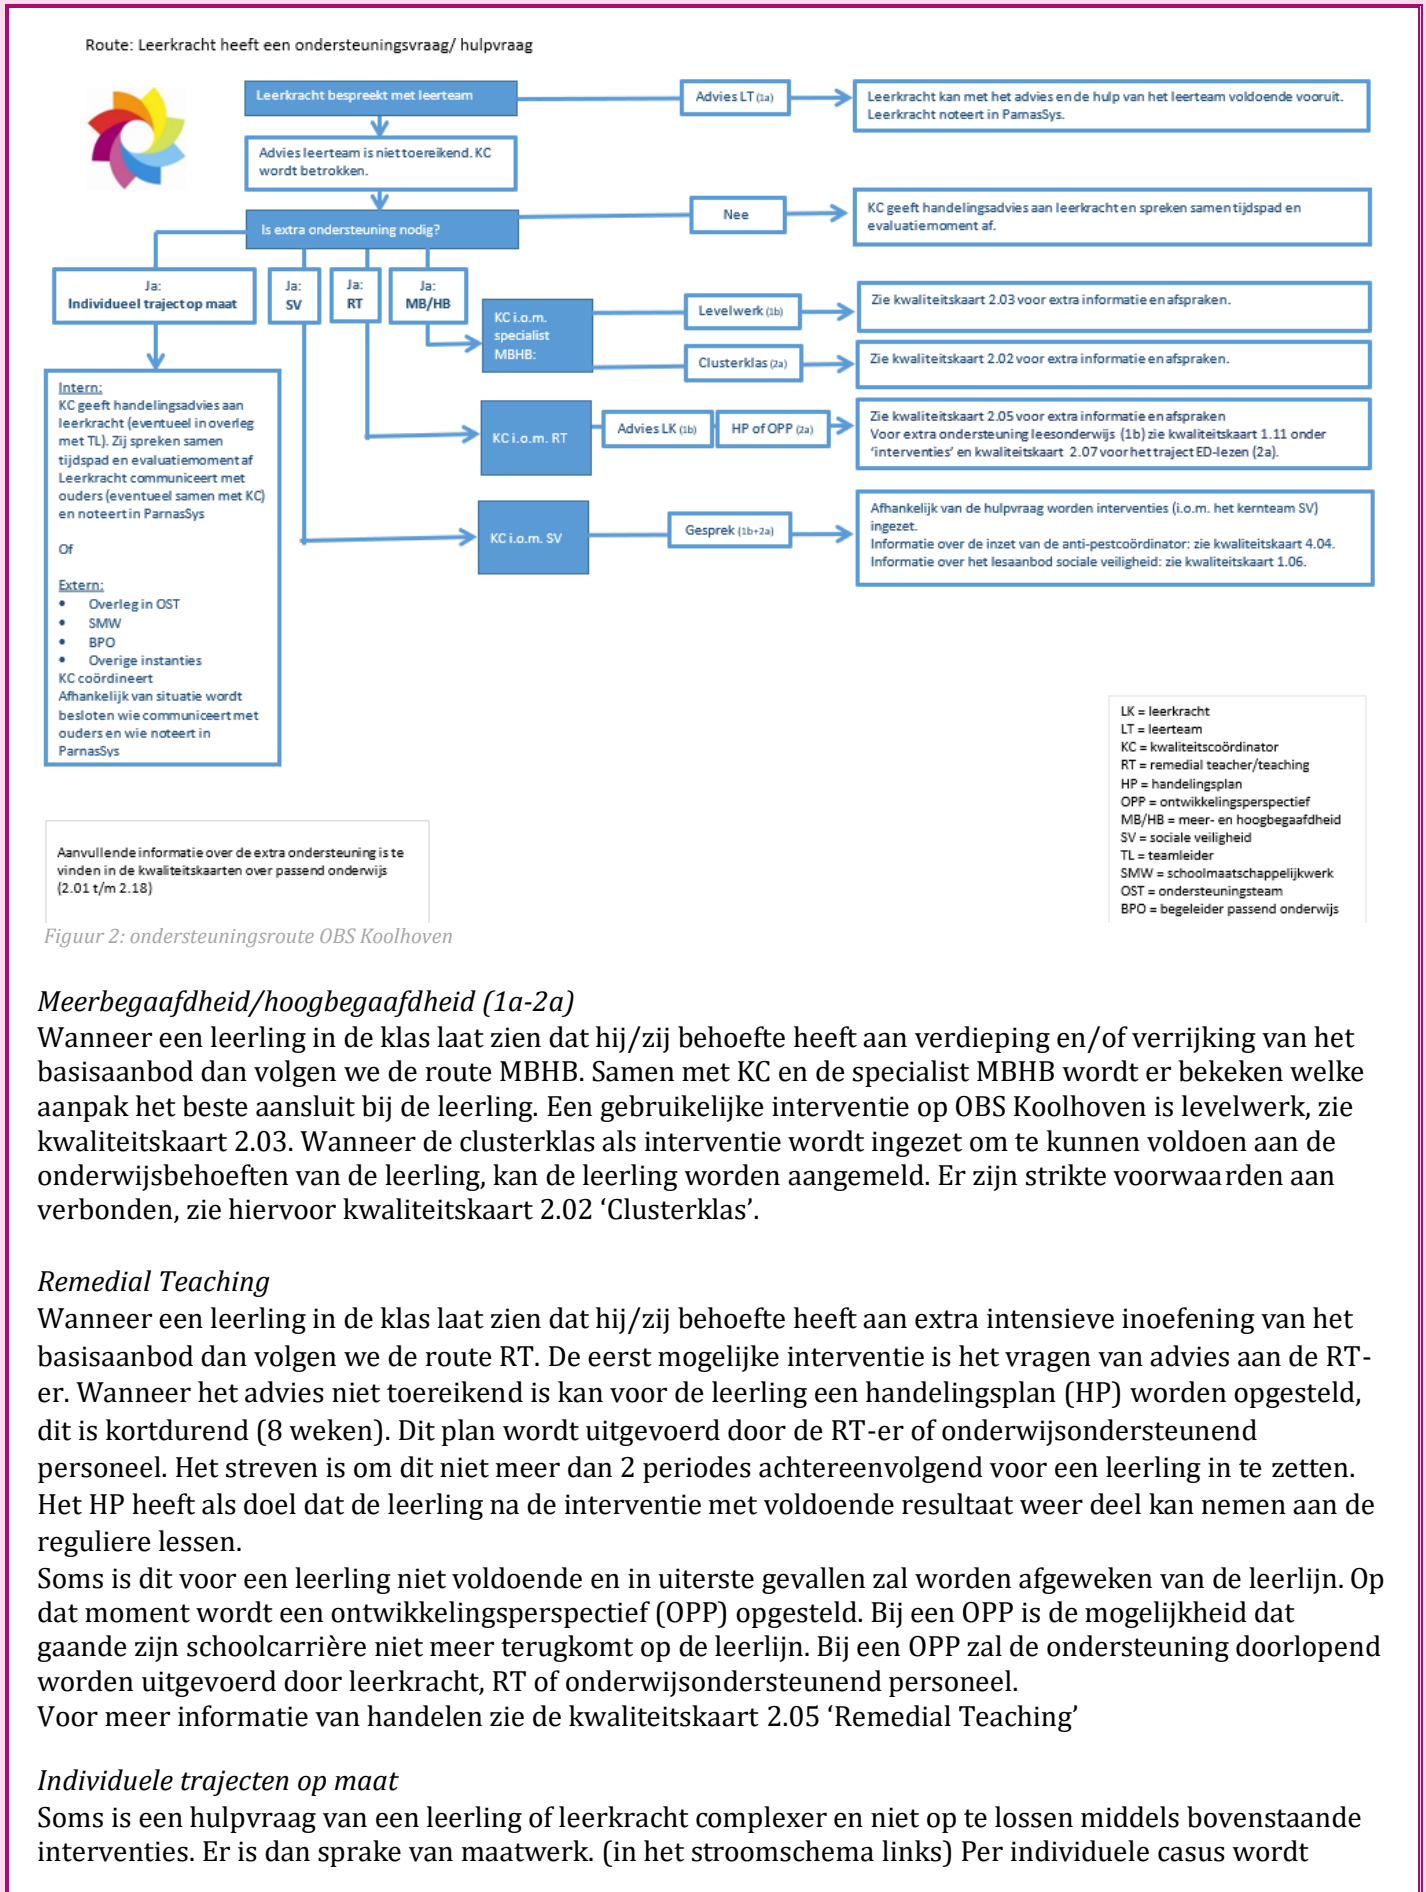 Route: Leerkracht heeft een ondersteuningsvraag/ hulpvraag
Leerkracht bespreekt met leerteam
Advies LT (1a)
Leerkracht kan met het advies en de hulp van het leerteam voldoende vooruit.
Leerkracht noteert in ParnasSys.
Advies leerteam is niet toereikend. KC
wordt betrokken.
Is extra ondersteuning nodig?
Nee
KC geeft handelingsadvies aan leerkracht en spreken samen tijdspad en
evaluatiemoment af.
Ja:
Individueel traject op maat
Ja:
SV
Ja:
RT
Ja:
MB/HB
KC i.o.m.
specialist
MBHB:
Levelwerk (1b)
Zie kwaliteitskaart 2.03 voor extra informatie en afspraken.
Clusterklas (2a)
Zie kwaliteitskaart 2.02 voor extra informatie en afspraken.
KC i.o.m. RT
Advies LK (1b)
HP of OPP (2a)
Zie kwaliteitskaart 2.05 voor extra informatie en afspraken
Voor extra ondersteuning leesonderwijs (1b) zie kwaliteitskaart 1.11 onder
‘interventies’ en kwaliteitskaart 2.07 voor het traject ED-lezen (2a).
KC i.o.m. SV
Gesprek (1b+2a)
Afhankelijk van de hulpvraag worden interventies (i.o.m. het kernteam SV)
ingezet.
Informatie over de inzet van de anti-pestcoördinator: zie kwaliteitskaart 4.04.
Informatie over het lesaanbod sociale veiligheid: zie kwaliteitskaart 1.06.
Intern:
KC geeft handelingsadvies aan
leerkracht (eventueel in overleg
met TL). Zij spreken samen
tijdspad en evaluatiemoment af
Leerkracht communiceert met
ouders (eventueel samen met KC)
en noteert in ParnasSys
Of
Extern:
• Overleg in OST
• SMW
• BPO
• Overige instanties
KC coördineert
Afhankelijk van situatie wordt
besloten wie communiceert met
ouders en wie noteert in
ParnasSys
LK = leerkracht
LT = leerteam
KC = kwaliteitscoördinator
RT = remedial teacher/teaching
HP = handelingsplan
OPP = ontwikkelingsperspectief
MB/HB = meer- en hoogbegaafdheid
SV = sociale veiligheid
TL = teamleider
SMW = schoolmaatschappelijkwerk
OST = ondersteuningsteam
BPO = begeleider passend onderwijs
Aanvullende informatie over de extra ondersteuning is te
vinden in de kwaliteitskaarten over passend onderwijs
(2.01 t/m 2.18)
Figuur 2: ondersteuningsroute OBS Koolhoven
Meerbegaafdheid/hoogbegaafdheid (1a-2a)
Wanneer een leerling in de klas laat zien dat hij/zij behoefte heeft aan verdieping en/of verrijking van het
basisaanbod dan volgen we de route MBHB. Samen met KC en de specialist MBHB wordt er bekeken welke
aanpak het beste aansluit bij de leerling. Een gebruikelijke interventie op OBS Koolhoven is levelwerk, zie
kwaliteitskaart 2.03. Wanneer de clusterklas als interventie wordt ingezet om te kunnen voldoen aan de
onderwijsbehoeften van de leerling, kan de leerling worden aangemeld. Er zijn strikte voorwaarden aan
verbonden, zie hiervoor kwaliteitskaart 2.02 ‘Clusterklas’.
Remedial Teaching
Wanneer een leerling in de klas laat zien dat hij/zij behoefte heeft aan extra intensieve inoefening van het
basisaanbod dan volgen we de route RT. De eerst mogelijke interventie is het vragen van advies aan de RT-
er. Wanneer het advies niet toereikend is kan voor de leerling een handelingsplan (HP) worden opgesteld,
dit is kortdurend (8 weken). Dit plan wordt uitgevoerd door de RT-er of onderwijsondersteunend
personeel. Het streven is om dit niet meer dan 2 periodes achtereenvolgend voor een leerling in te zetten.
Het HP heeft als doel dat de leerling na de interventie met voldoende resultaat weer deel kan nemen aan de
reguliere lessen.
Soms is dit voor een leerling niet voldoende en in uiterste gevallen zal worden afgeweken van de leerlijn. Op
dat moment wordt een ontwikkelingsperspectief (OPP) opgesteld. Bij een OPP is de mogelijkheid dat
gaande zijn schoolcarrière niet meer terugkomt op de leerlijn. Bij een OPP zal de ondersteuning doorlopend
worden uitgevoerd door leerkracht, RT of onderwijsondersteunend personeel.
Voor meer informatie van handelen zie de kwaliteitskaart 2.05 ‘Remedial Teaching’
Individuele trajecten op maat
Soms is een hulpvraag van een leerling of leerkracht complexer en niet op te lossen middels bovenstaande
interventies. Er is dan sprake van maatwerk. (in het stroomschema links) Per individuele casus wordt